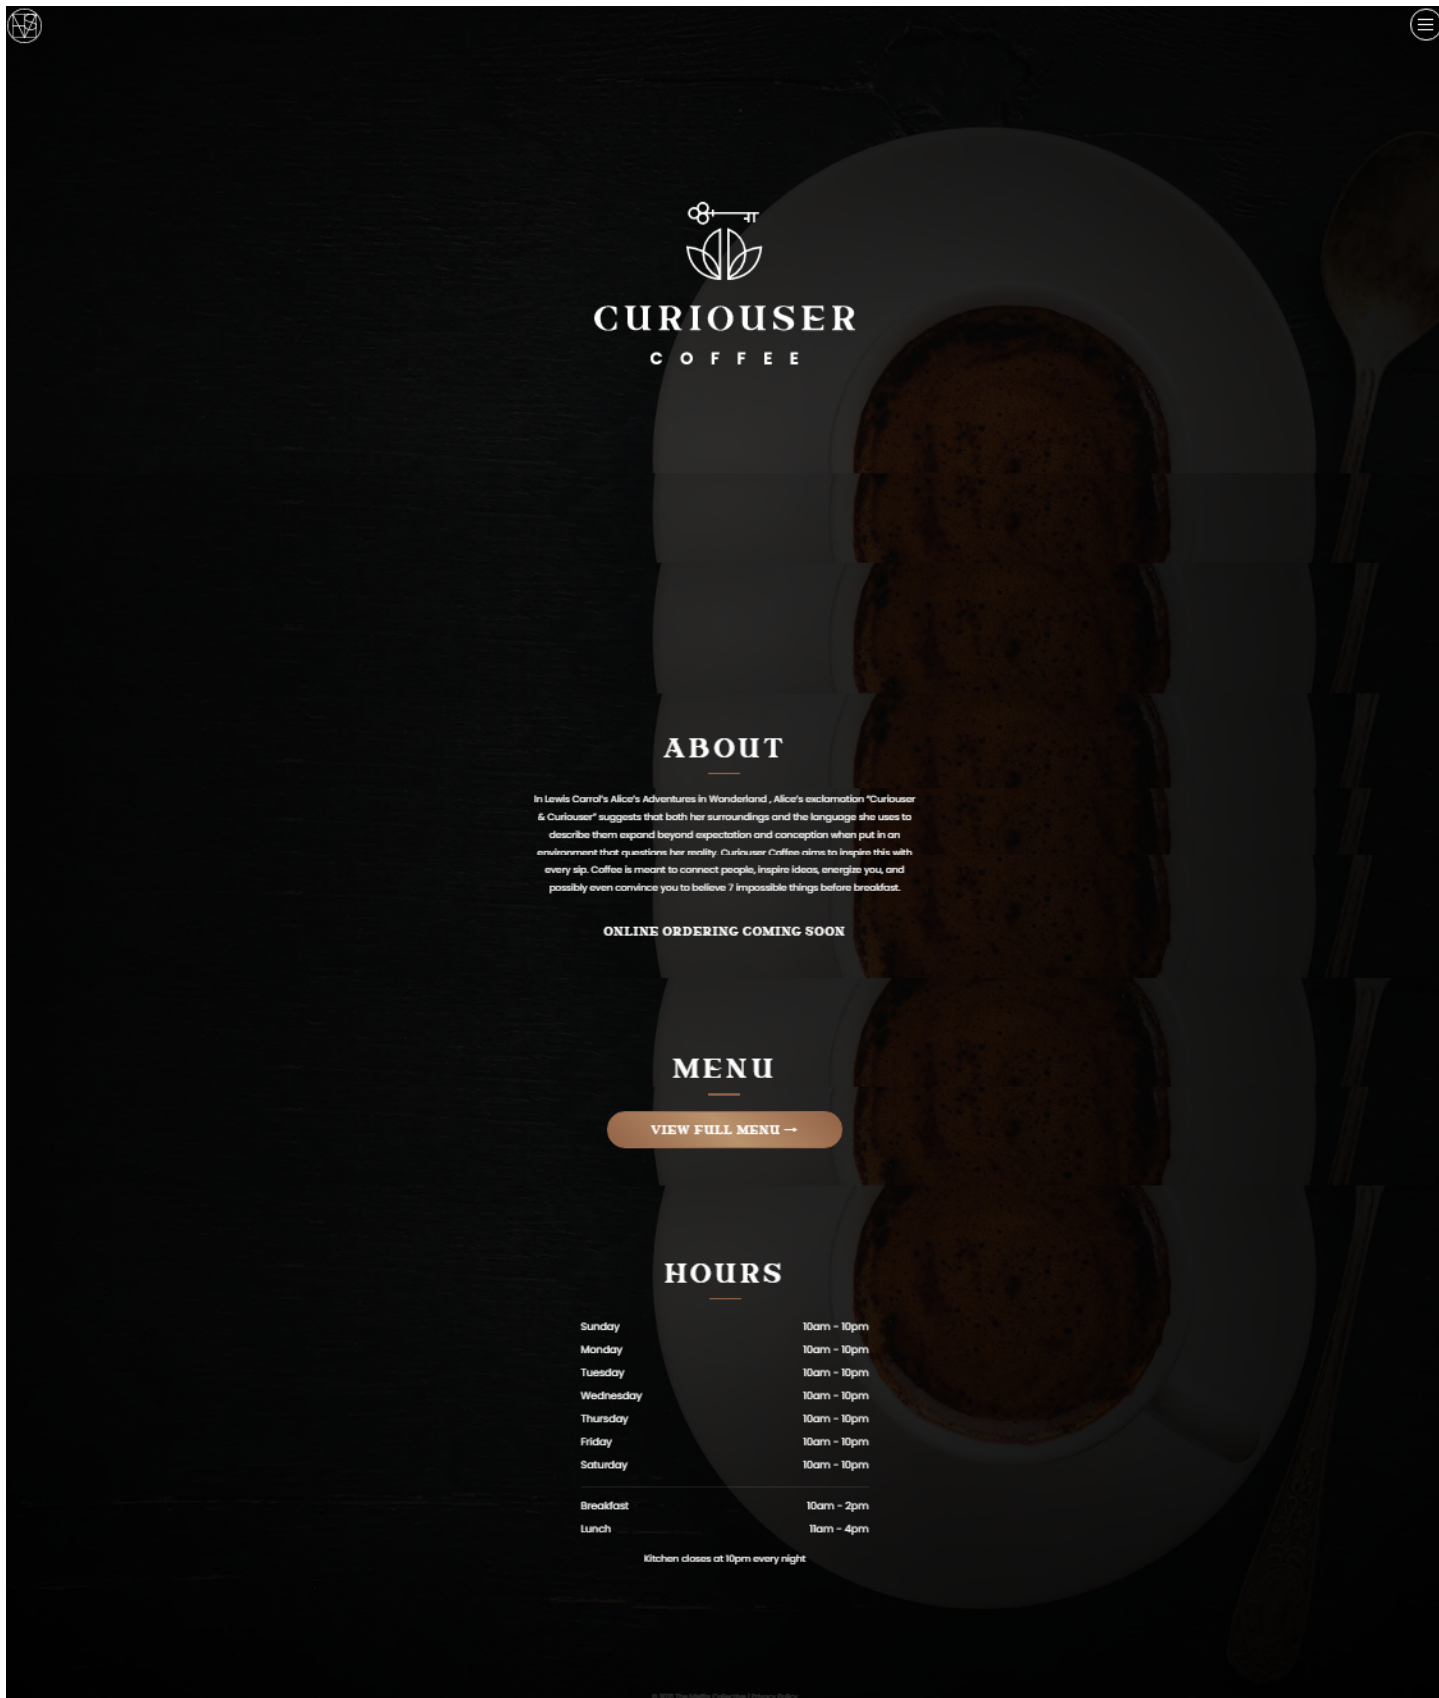 CURIOUSER
COFFEE
ABOUT
In Lewis Carrol's Alice's Adventures in Wonderland , Alice's exclamation "Curiouser
& Curiouser" suggests that both her surroundings and the language she uses to
describe them expand beyond expectation and conception when put in an
environment that questions her reality. Curiouser Coffee aims to inspire this with
every sip. Coffee is meant to connect people, inspire ideas, energize you, and
possibly even convince you to believe 7 impossible things before breakfast.
ONLINE ORDERING COMING SOON
MENU
VIEW FULL MENU →
HOURS
Sunday 10am - 10pm
Monday 10am - 10pm
Tuesday 10am - 10pm
Wednesday 10am - 10pm
Thursday 10am - 10pm
Friday 10am - 10pm
Saturday 10am - 10pm
Breakfast 10am - 2pm
Lunch 11am - 4pm
Kitchen closes at 10pm every night